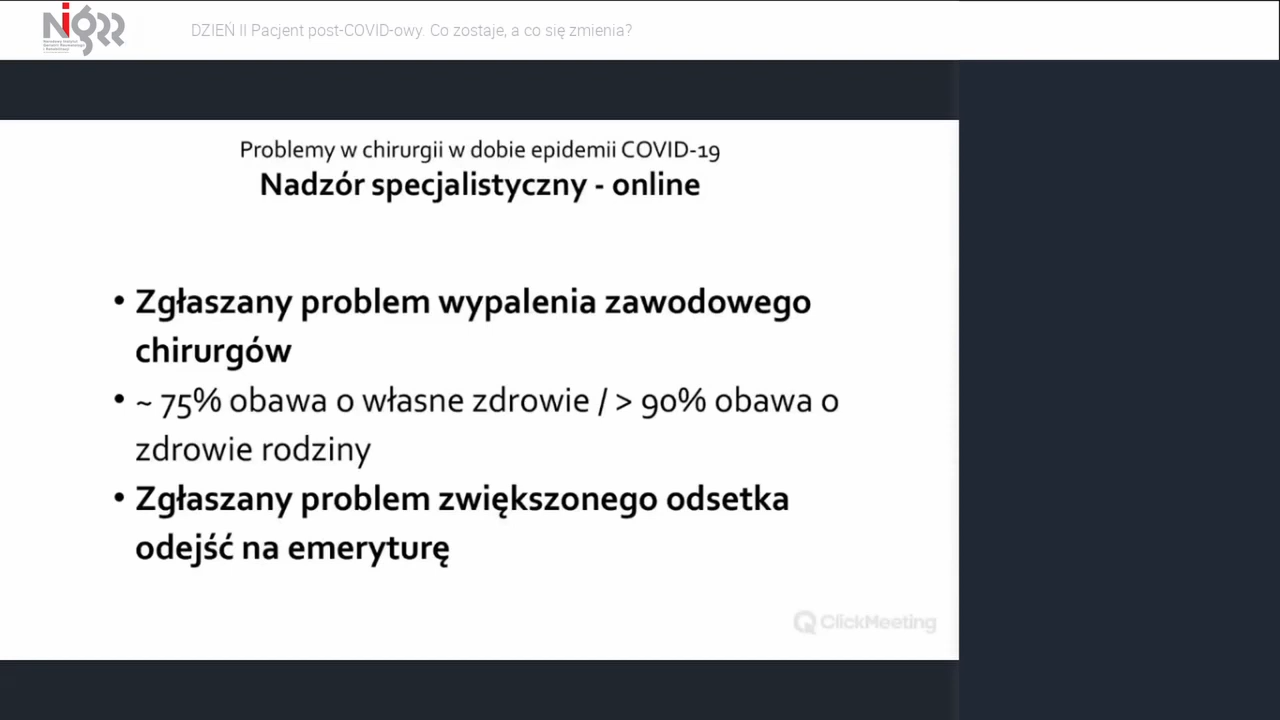 NiGRR
DZIEŃ II Pacjent post-COVID-owy. Co zostaje, a co się zmienia?
Problemy w chirurgii w dobie epidemii COVID-19
Nadzór specjalistyczny - online
• Zgłaszany problem wypalenia zawodowego
chirurgów
• ~ 75% obawa o własne zdrowie / > 90% obawa o
zdrowie rodziny
• Zgłaszany problem zwiększonego odsetka
odejść na emeryturę
ClickMeeting